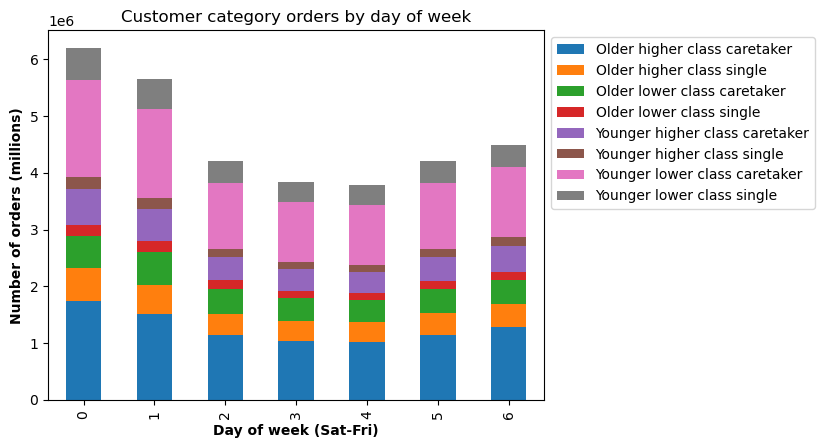 Customer category orders by day of week
1e6
6
5
4
3
2
1
0
Number of orders (millions)
0 1 2 3 4 5 6
Day of week (Sat-Fri)
Older higher class caretaker
Older higher class single
Older lower class caretaker
Older lower class single
Younger higher class caretaker
Younger higher class single
Younger lower class caretaker
Younger lower class single